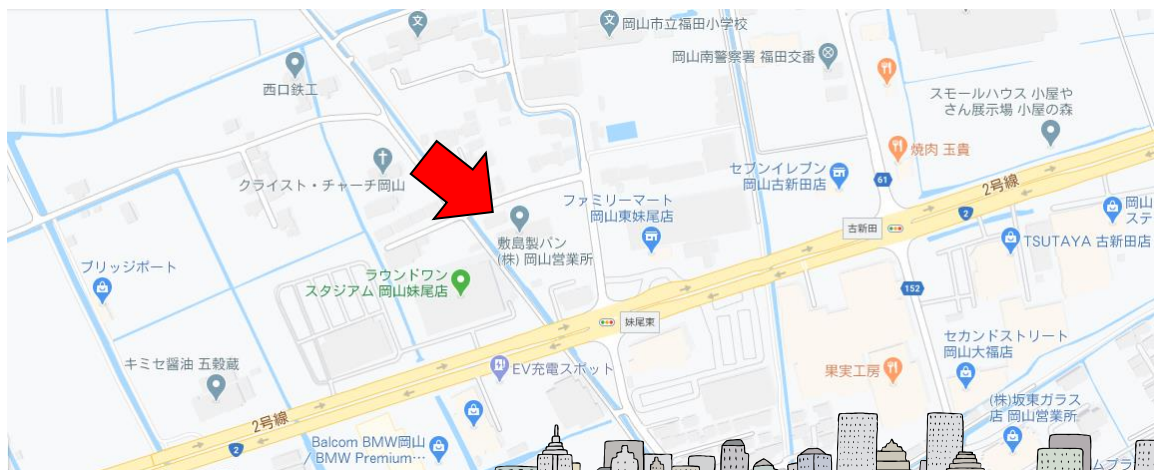 文
文
岡山市立福田小学校
岡山南警察署 福田交番
西口鉄工
スモールハウス 小屋や
さん展示場 小屋の森
焼肉 玉貴
クライスト・チャーチ岡山
セブンイレブン
岡山古新田店
61
2号線
2
ファミリーマート
岡山東妹尾店
岡山
ステ
古新田
敷島製パン
(株) 岡山営業所
TSUTAYA 古新田店
ブリッジポート
ラウンドワン
スタジアム 岡山妹尾店
152
妹尾東
セカンドストリート
岡山大福店
キミセ醤油 五穀蔵
EV充電スポット
果実工房
(株)坂東ガラス
店 岡山営業所
2号線
2
Balcom BMW岡山
/ BMW Premium…
ムプラ